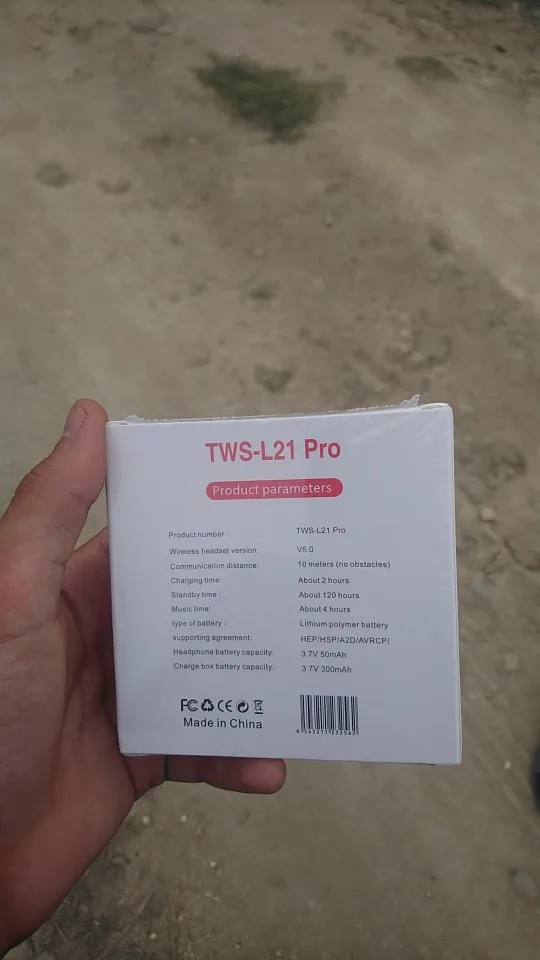 TWS-L21 Pro
Product parameters
Product number : TWS-L21 Pro
Wireless headset version: V5.0
Communication distance: 10 meters (no obstacles)
Charging time: About 2 hours
Standby time : About 120 hours
Music time: About 4 hours
type of battery : Lithium polymer battery
supporting agreement: HEP/HSP/A2D/AVRCP/
Headphone battery capacity: 3.7V 50mAh
Charge box battery capacity: 3.7V 300mAh
FC CE
Made in China